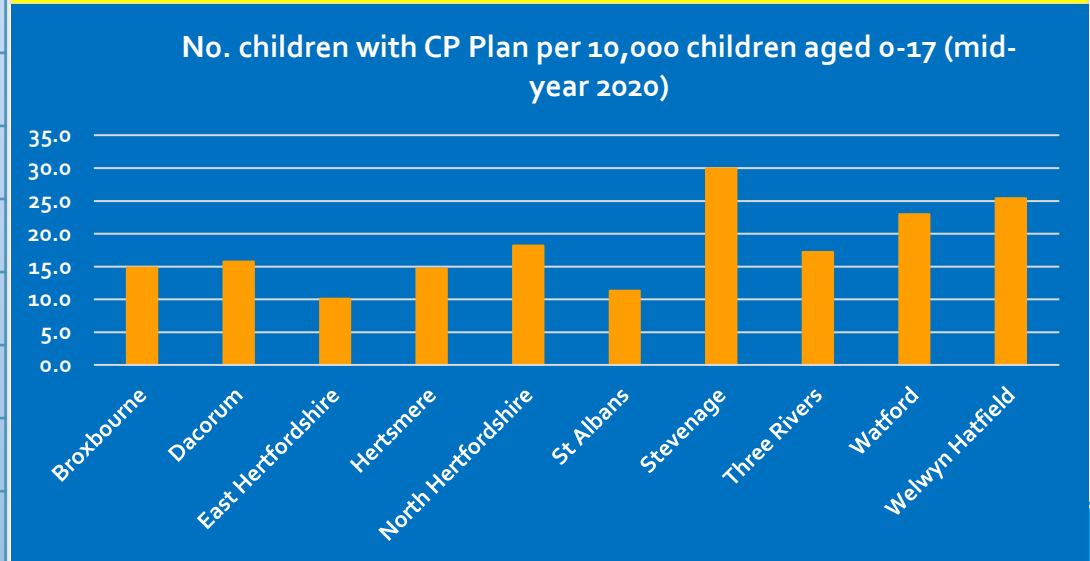 No. children with CP Plan per 10,000 children aged 0-17 (mid-
year 2020)
35.0
30.0
25.0
20.0
15.0
10.0
5.0
0.0
Broxbourne
Dacorum
East Hertfordshire
Hertsmere
North Hertfordshire
St Albans
Stevenage
Three Rivers
Watford
Welwyn Hatfield